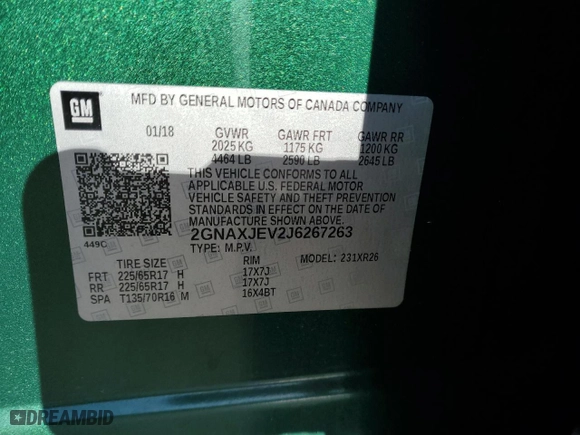 GM
MFD BY GENERAL MOTORS OF CANADA COMPANY
01/18 GVWR GAWR FRT GAWR RR
2025 KG 1175 KG 1200 KG
4464 LB 2590 LB 2645 LB
THIS VEHICLE CONFORMS TO ALL
APPLICABLE U.S. FEDERAL MOTOR
VEHICLE SAFETY AND THEFT PREVENTION
STANDARDS IN EFFECT ON THE DATE OF
MANUFACTURE SHOWN ABOVE.
2GNAXJEV2J6267263
449C
TYPE: M.P.V. MODEL: 231XR26
TIRE SIZE RIM
FRT 225/65R17 H 17X7J
RR 225/65R17 H 17X7J
SPA T135/70R16 M 16X4BT
DREAMBID